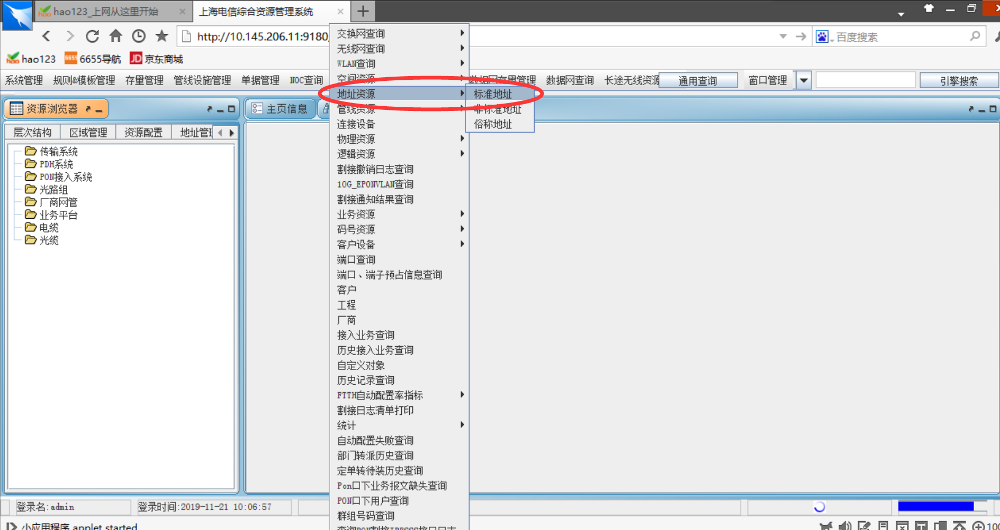 hao123_上网从这里开始
上海电信综合资源管理系统
http://10.145.206.11:9180
百度搜索
hao123
6655导航
JD 京东商城
系统管理 规则&模板管理 存量管理 管线设施管理 单据管理 NOC查询 数据网存量管理 数据网查询 长途无线资源 通用查询 窗口管理 引擎搜索
资源浏览器
主页信息
层次结构 区域管理 资源配置 地址管
传输系统
PDH系统
PON接入系统
光路组
厂商网管
业务平台
电缆
光缆
交换网查询
无线网查询
WLAN查询
空间资源
地址资源
管线资源
连接设备
物理资源
逻辑资源
割接撤销日志查询
10G_EPONVLAN查询
割接通知结果查询
业务资源
码号资源
客户设备
端口查询
端口、端子预占信息查询
客户
工程
厂商
接入业务查询
历史接入业务查询
自定义对象
历史记录查询
FTTH自动配置率指标
割接日志清单打印
统计
自动配置失败查询
部门转派历史查询
定单转待装历史查询
Pon口下业务报文缺失查询
PON口下用户查询
群组号码查询
查询PON割接IPESSS接口日志
标准地址
非标准地址
俗称地址
登录名:admin
登录时间:2019-11-21 10:06:57
小应用程序 applet started
100